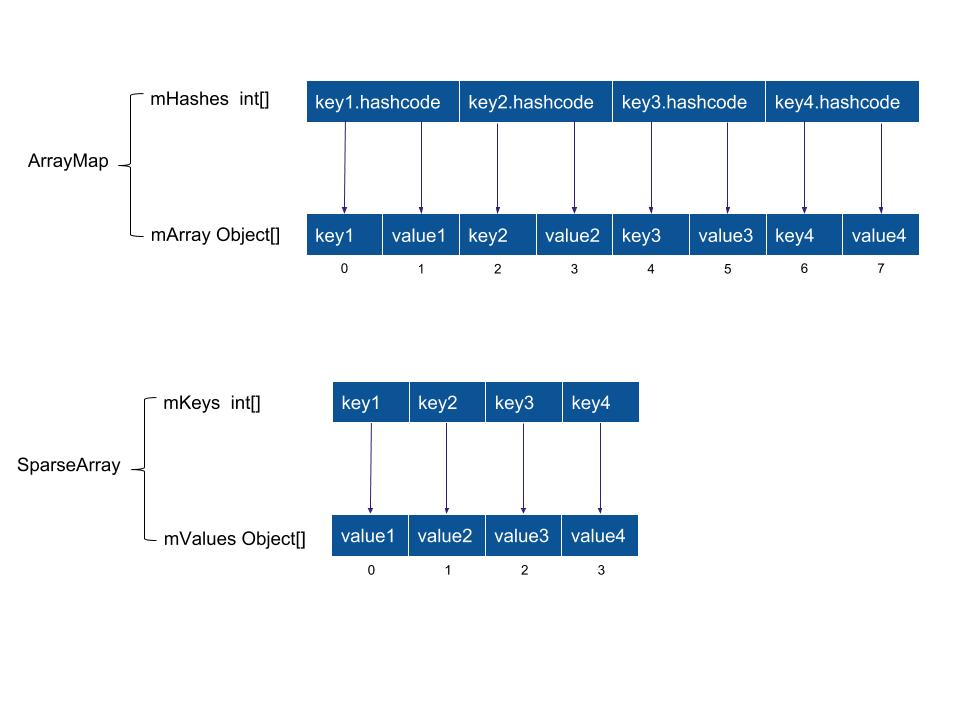 mHashes int[]
key1.hashcode key2.hashcode key3.hashcode key4.hashcode
ArrayMap
mArray Object[]
key1 value1 key2 value2 key3 value3 key4 value4
0 1 2 3 4 5 6 7
mKeys int[]
key1 key2 key3 key4
SparseArray
mValues Object[]
value1 value2 value3 value4
0 1 2 3